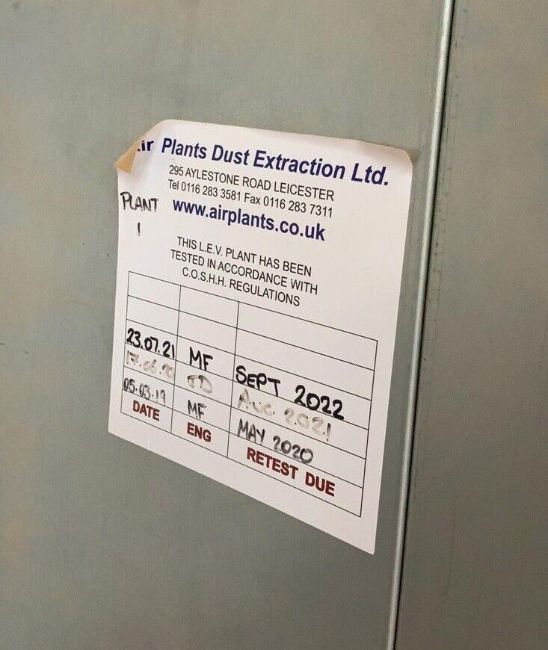 ir Plants Dust Extraction Ltd.
295 AYLESTONE ROAD LEICESTER
Tel 0116 283 3581 Fax 0116 283 7311
www.airplants.co.uk
PLANT
1
THIS L.E.V. PLANT HAS BEEN
TESTED IN ACCORDANCE WITH
C.O.S.H.H. REGULATIONS
23.07.21 MF SEPT 2022
JD AUG 2021
05.03.19 MF MAY 2020
DATE ENG RETEST DUE